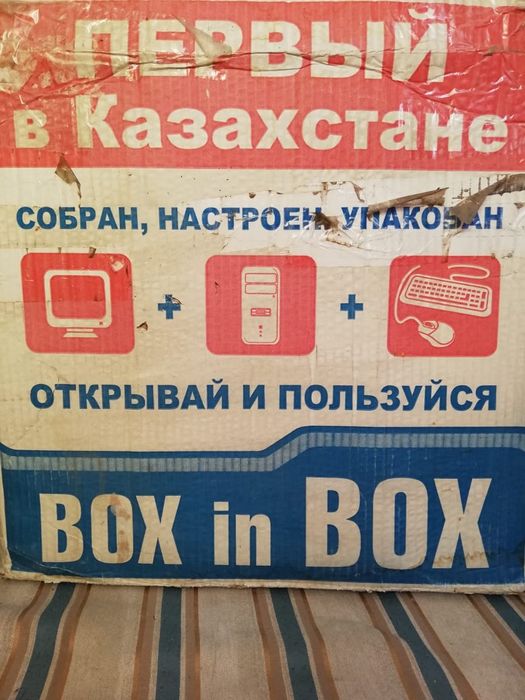 ПЕРВЫЙ
в Казахстане
СОБРАН, НАСТРОЕН, УПАКОВАН
ОТКРЫВАЙ И ПОЛЬЗУЙСЯ
BOX in BOX